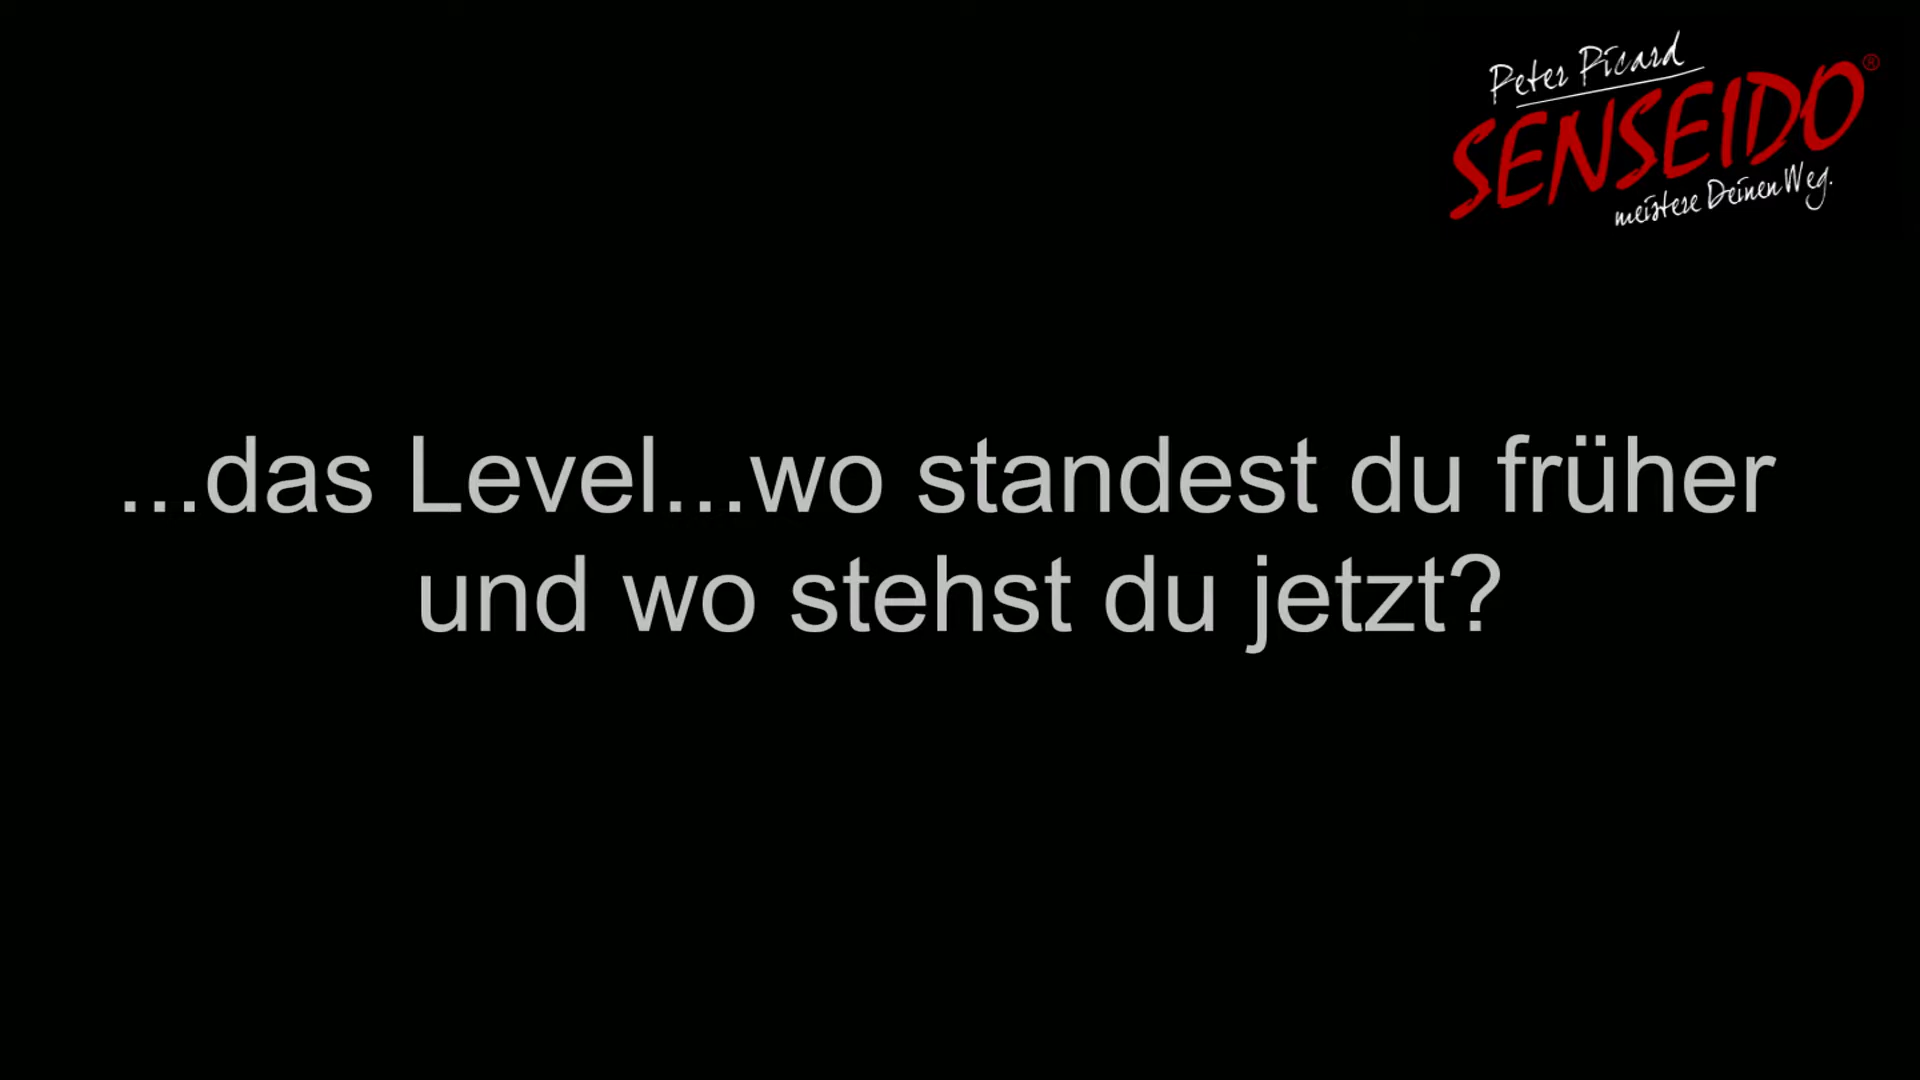 Peter Picard
SENSEIDO®
meistere Deinen Weg.
...das Level...wo standest du früher
und wo stehst du jetzt?